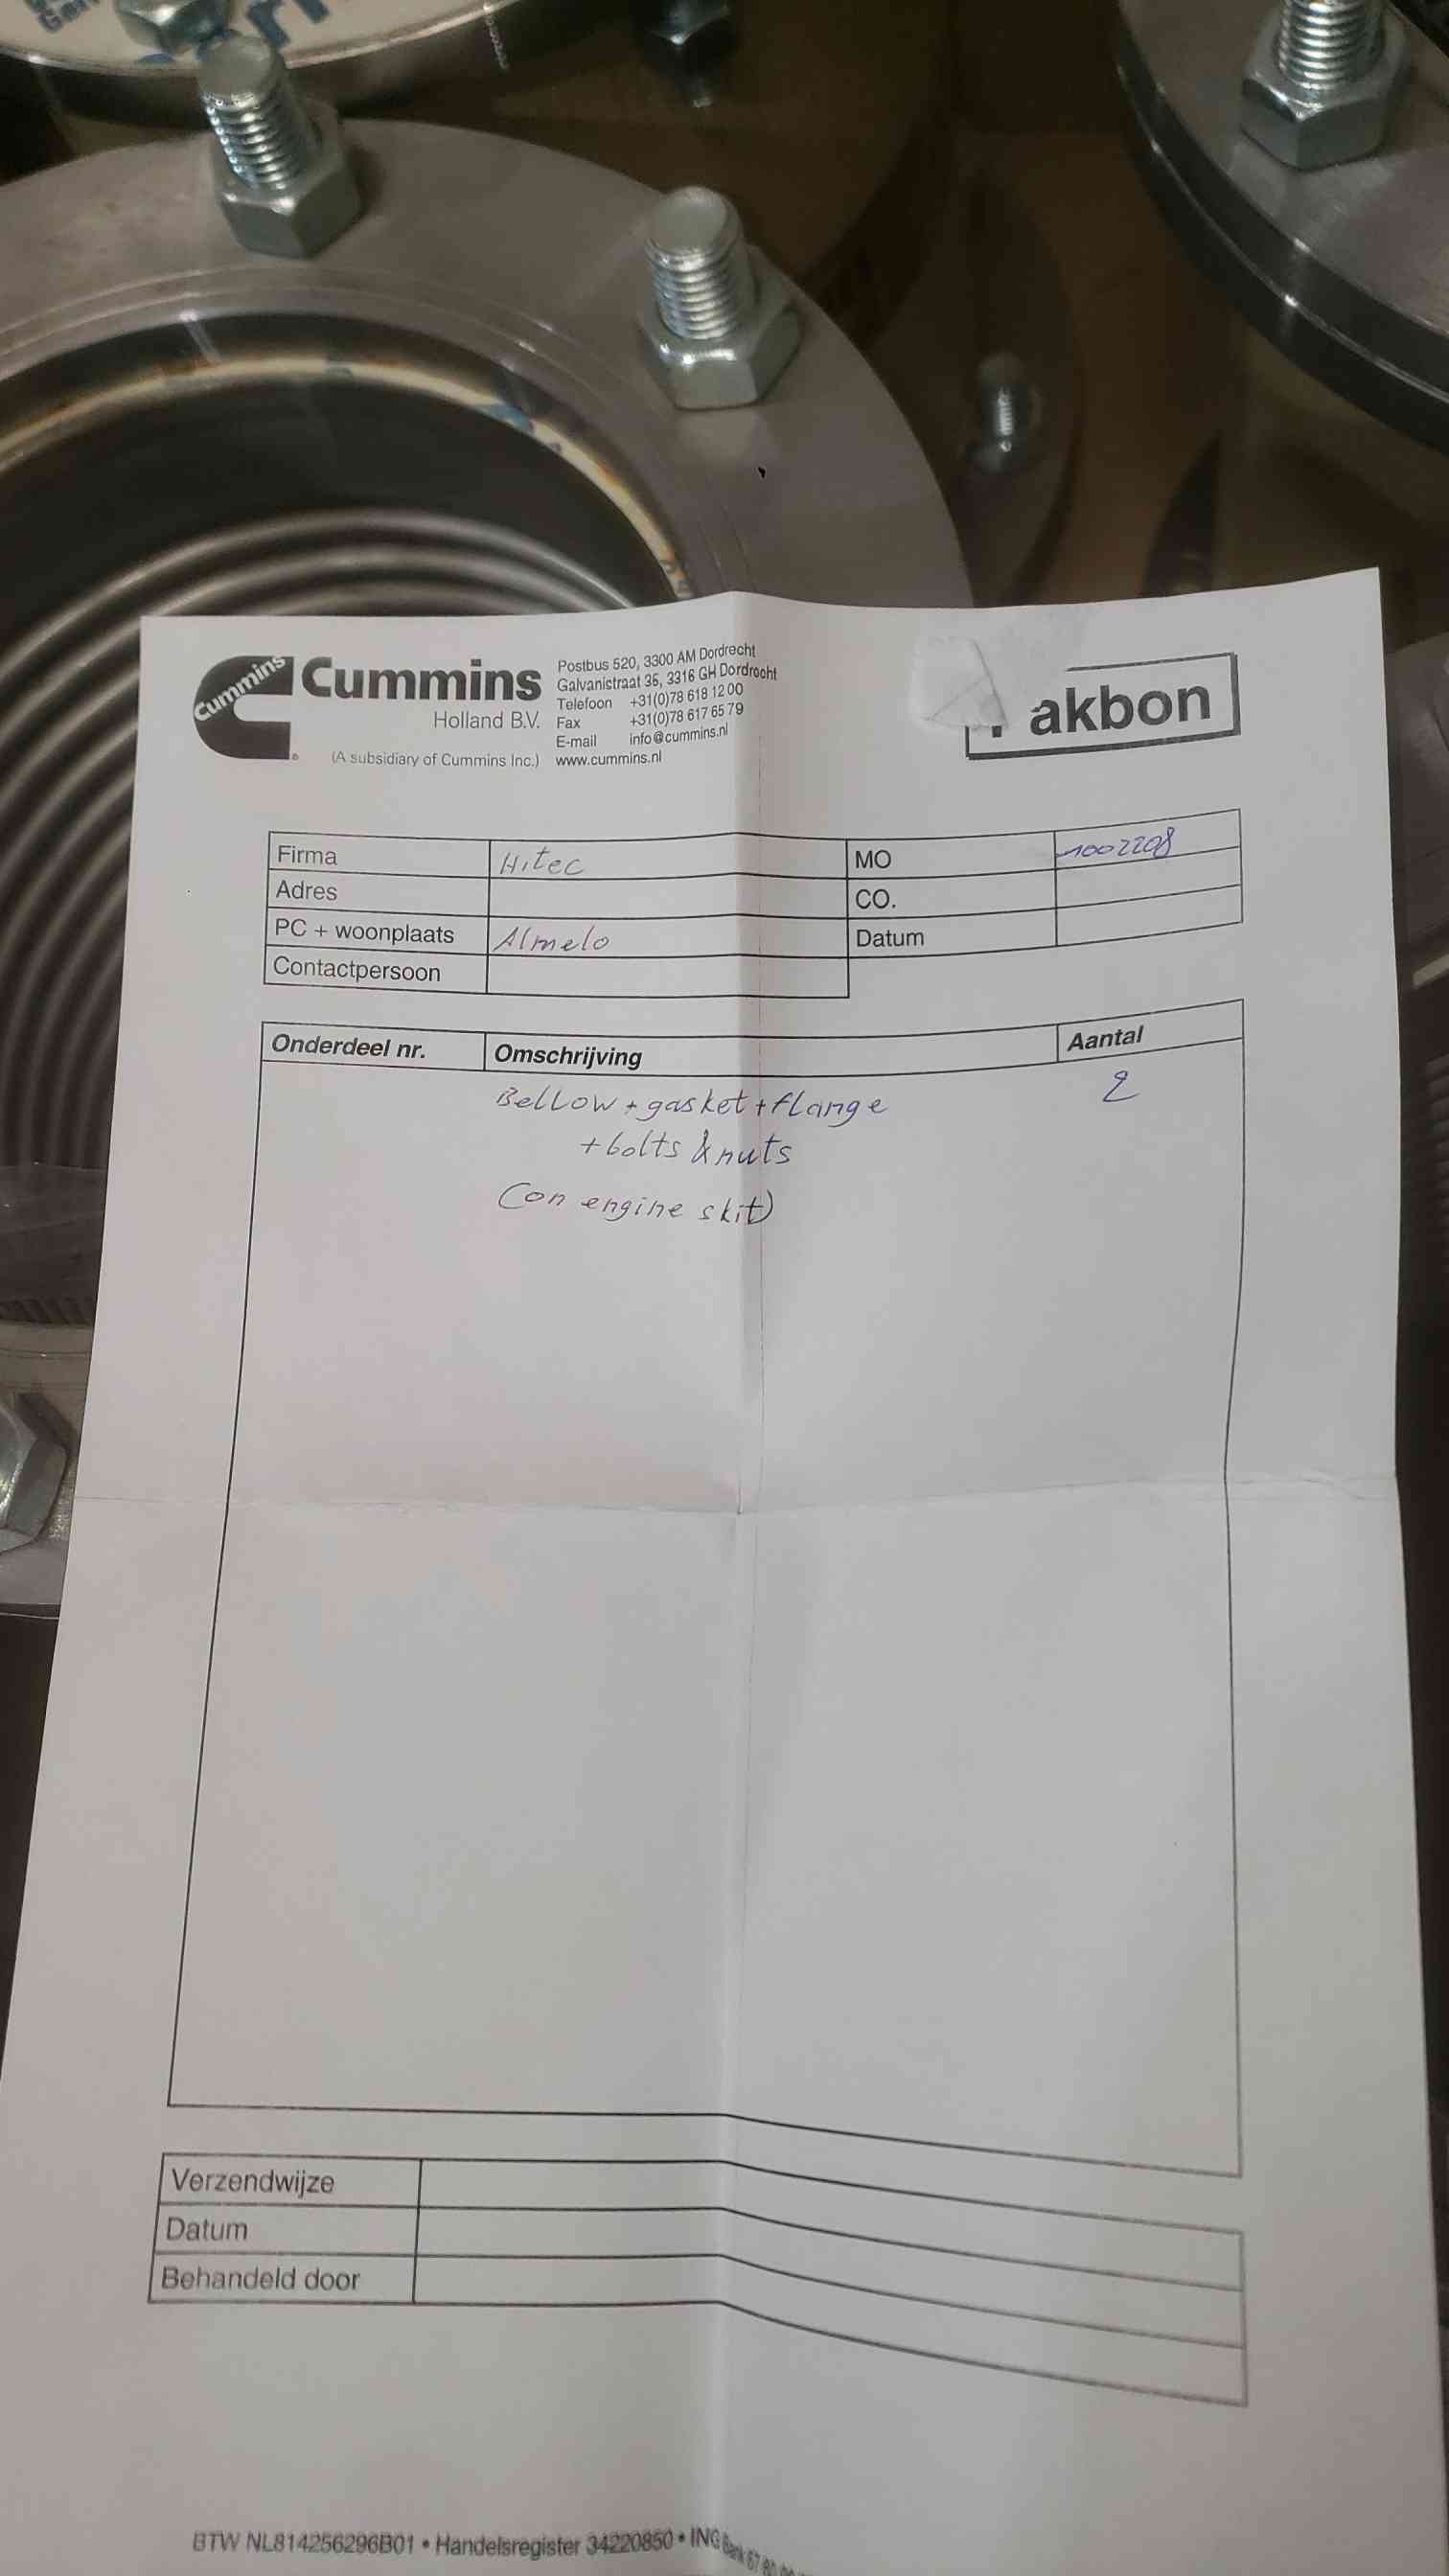 Cummins
Cummins
Holland B.V.
(A subsidiary of Cummins Inc.)
Postbus 520, 3300 AM Dordrecht
Galvanistraat 35, 3316 GH Dordrecht
Telefoon +31(0)78 618 12 00
Fax +31(0)78 617 65 79
E-mail info@cummins.nl
www.cummins.nl
akbon
Firma Hitec MO 1002208
Adres CO.
PC + woonplaats Almelo Datum
Contactpersoon
Onderdeel nr. Omschrijving Aantal
Bellow + gasket + flange 2
+ bolts & nuts
(on engine skit)
Verzendwijze
Datum
Behandeld door
BTW NL814256296B01 • Handelsregister 34220850 • ING Bank 67 80